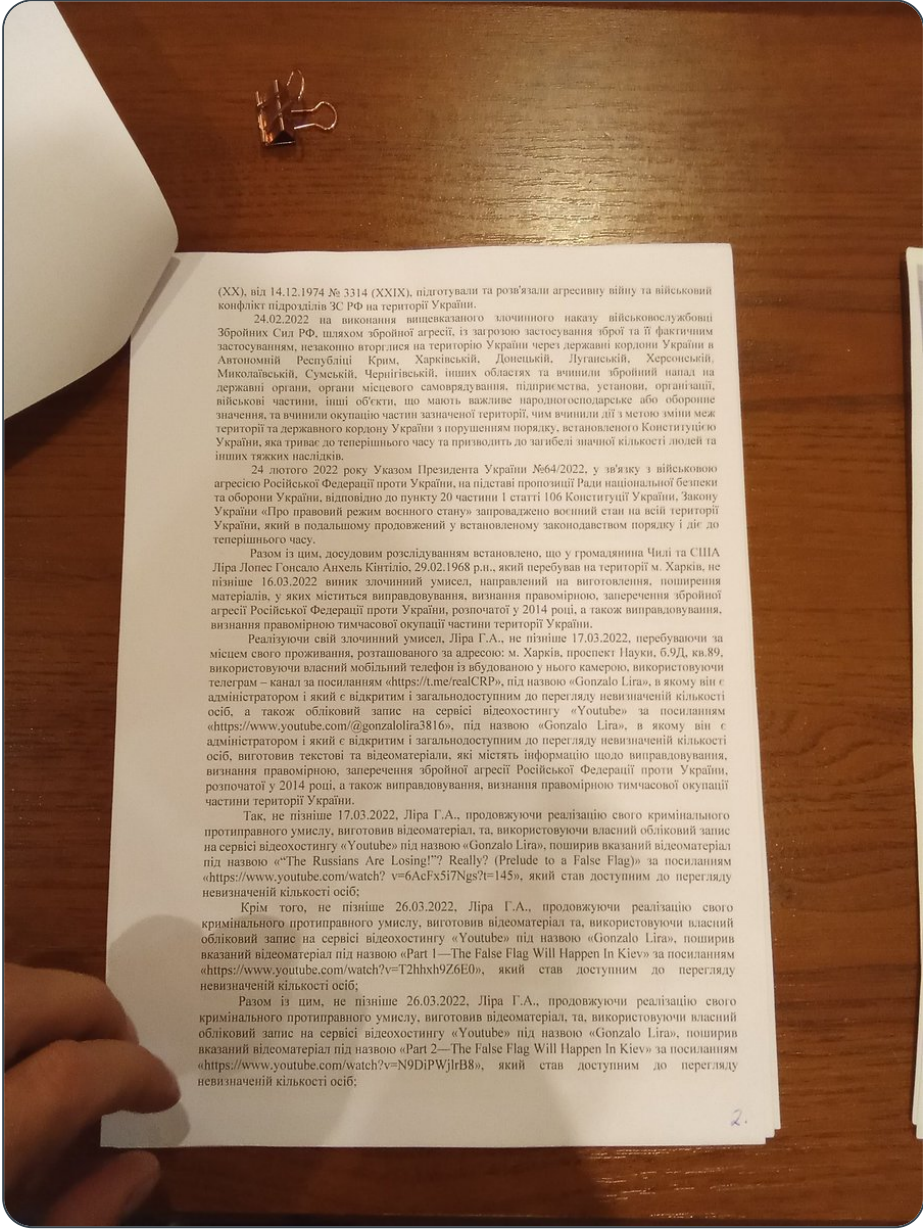 (ХХ), від 14.12.1974 № 3314 (XXIX), підготували та розв'язали агресивну війну та військовий
конфлікт підрозділів ЗС РФ на території України.
24.02.2022 на виконання вищевказаного злочинного наказу військовослужбовці
Збройних Сил РФ, шляхом збройної агресії, із загрозою застосування зброї та її фактичним
застосуванням, незаконно вторглися на територію України через державні кордони України в
Автономній Республіці Крим, Харківській, Донецькій, Луганській, Херсонській,
Миколаївській, Сумській, Чернігівській, інших областях та вчинили збройний напад на
державні органи, органи місцевого самоврядування, підприємства, установи, організації,
військові частини, інші об'єкти, що мають важливе народногосподарське або оборонне
значення, та вчинили окупацію частин зазначеної території, чим вчинили дії з метою зміни меж
території та державного кордону України з порушенням порядку, встановленого Конституцією
України, яка триває до теперішнього часу та призводить до загибелі значної кількості людей та
інших тяжких наслідків.
24 лютого 2022 року Указом Президента України №64/2022, у зв'язку з військовою
агресією Російської Федерації проти України, на підставі пропозиції Ради національної безпеки
та оборони України, відповідно до пункту 20 частини 1 статті 106 Конституції України, Закону
України «Про правовий режим воєнного стану» запроваджено воєнний стан на всій території
України, який в подальшому продовжений у встановленому законодавством порядку і діє до
теперішнього часу.
Разом із цим, досудовим розслідуванням встановлено, що у громадянина Чилі та США
Ліра Лопес Гонсало Анхель Кінтіліо, 29.02.1968 р.н., який перебував на території м. Харків, не
пізніше 16.03.2022 виник злочинний умисел, направлений на виготовлення, поширення
матеріалів, у яких міститься виправдовування, визнання правомірною, заперечення збройної
агресії Російської Федерації проти України, розпочатої у 2014 році, а також виправдовування,
визнання правомірною тимчасової окупації частини території України.
Реалізуючи свій злочинний умисел, Ліра Г.А., не пізніше 17.03.2022, перебуваючи за
місцем свого проживання, розташованого за адресою: м. Харків, проспект Науки, б.9Д, кв.89,
використовуючи власний мобільний телефон із вбудованою у нього камерою, використовуючи
телеграм – канал за посиланням «https://t.me/realCRP», під назвою «Gonzalo Lira», в якому він є
адміністратором і який є відкритим і загальнодоступним до перегляду невизначеній кількості
осіб, а також обліковий запис на сервісі відеохостингу «Youtube» за посиланням
«https://www.youtube.com/@gonzalolira3816», під назвою «Gonzalo Lira», в якому він є
адміністратором і який є відкритим і загальнодоступним до перегляду невизначеній кількості
осіб, виготовив текстові та відеоматеріали, які містять інформацію щодо виправдовування,
визнання правомірною, заперечення збройної агресії Російської Федерації проти України,
розпочатої у 2014 році, а також виправдовування, визнання правомірною тимчасової окупації
частини території України.
Так, не пізніше 17.03.2022, Ліра Г.А., продовжуючи реалізацію свого кримінального
протиправного умислу, виготовив відеоматеріал, та, використовуючи власний обліковий запис
на сервісі відеохостингу «Youtube» під назвою «Gonzalo Lira», поширив вказаний відеоматеріал
під назвою «“The Russians Are Losing!”? Really? (Prelude to a False Flag)» за посиланням
«https://www.youtube.com/watch? v=6AcFx5i7Ngs?t=145», який став доступним до перегляду
невизначеній кількості осіб;
Крім того, не пізніше 26.03.2022, Ліра Г.А., продовжуючи реалізацію свого
кримінального протиправного умислу, виготовив відеоматеріал та, використовуючи власний
обліковий запис на сервісі відеохостингу «Youtube» під назвою «Gonzalo Lira», поширив
вказаний відеоматеріал під назвою «Part 1—The False Flag Will Happen In Kiev» за посиланням
«https://www.youtube.com/watch?v=T2hhxh9Z6E0», який став доступним до перегляду
невизначеній кількості осіб;
Разом із цим, не пізніше 26.03.2022, Ліра Г.А., продовжуючи реалізацію свого
кримінального протиправного умислу, виготовив відеоматеріал, та, використовуючи власний
обліковий запис на сервісі відеохостингу «Youtube» під назвою «Gonzalo Lira», поширив
вказаний відеоматеріал під назвою «Part 2—The False Flag Will Happen In Kiev» за посиланням
«https://www.youtube.com/watch?v=N9DiPWjlrB8», який став доступним до перегляду
невизначеній кількості осіб;
2.